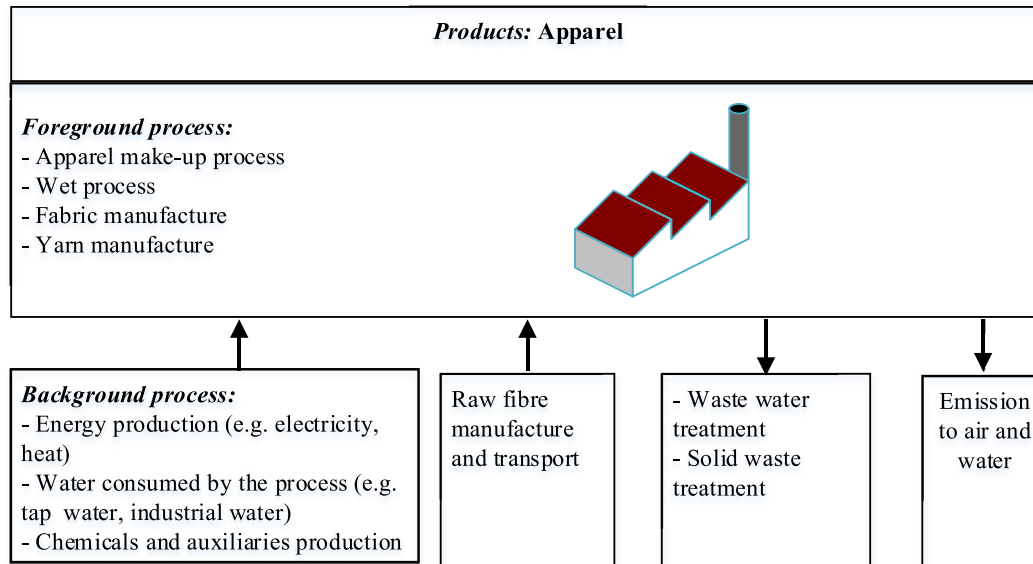 Products: Apparel
Foreground process:
- Apparel make-up process
- Wet process
- Fabric manufacture
- Yarn manufacture
Background process:
- Energy production (e.g. electricity,
heat)
- Water consumed by the process (e.g.
tap water, industrial water)
- Chemicals and auxiliaries production
Raw fibre
manufacture
and transport
- Waste water
treatment
- Solid waste
treatment
Emission
to air and
water